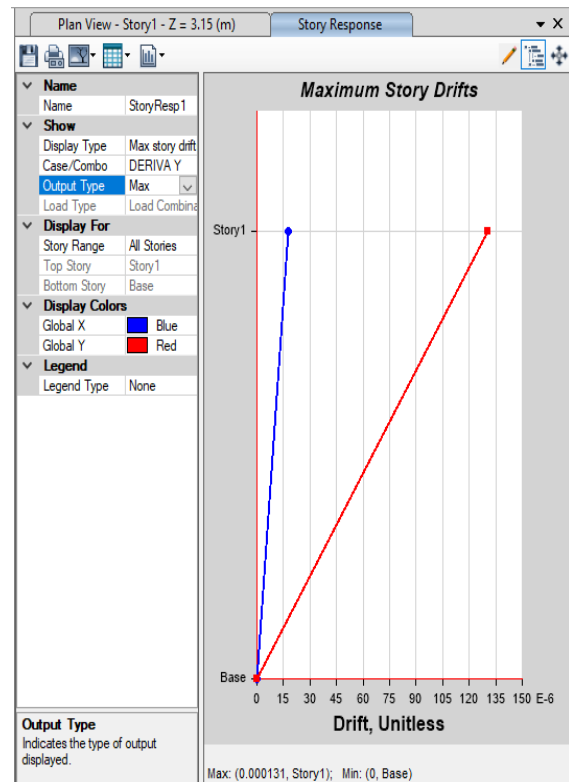 Plan View - Story1 - Z = 3.15 (m)
Story Response
Name
Name StoryResp1
Show
Display Type Max story drift
Case/Combo DERIVA Y
Output Type Max
Load Type Load Combina
Display For
Story Range All Stories
Top Story Story1
Bottom Story Base
Display Colors
Global X Blue
Global Y Red
Legend
Legend Type None
Output Type
Indicates the type of output
displayed.
Maximum Story Drifts
Story1
Base
0 15 30 45 60 75 90 105 120 135 150 E-6
Drift, Unitless
Max: (0.000131, Story1); Min: (0, Base)